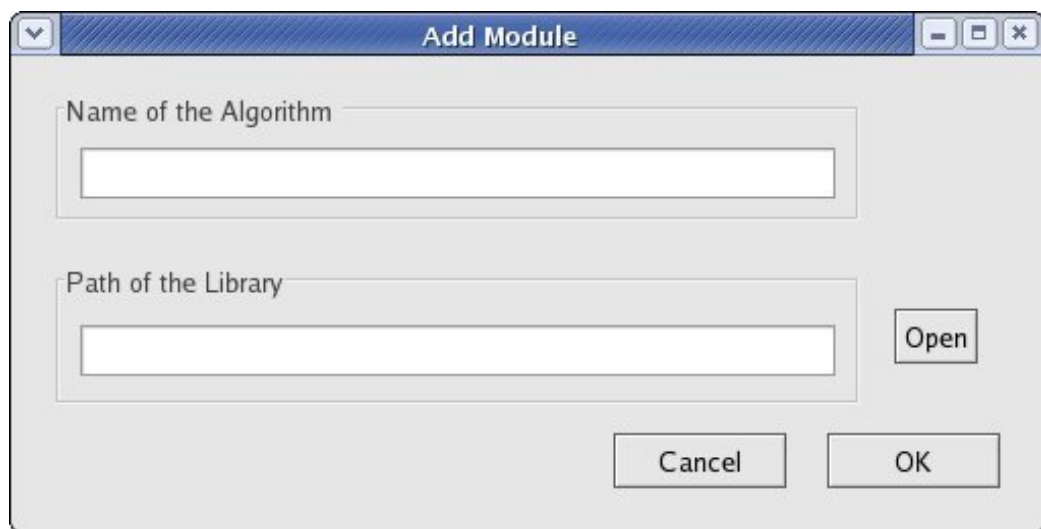 Add Module
Name of the Algorithm
Path of the Library
Open
Cancel
OK